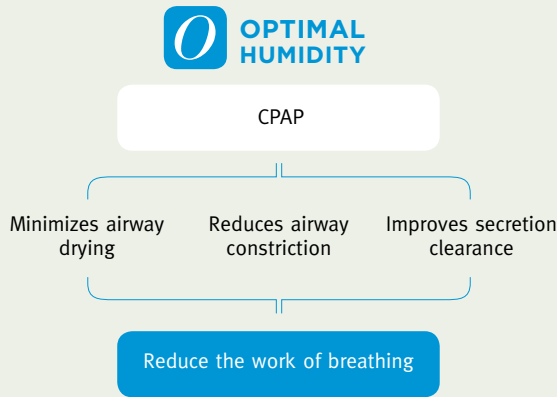 O OPTIMAL
HUMIDITY
CPAP
Minimizes airway
drying
Reduces airway
constriction
Improves secretion
clearance
Reduce the work of breathing